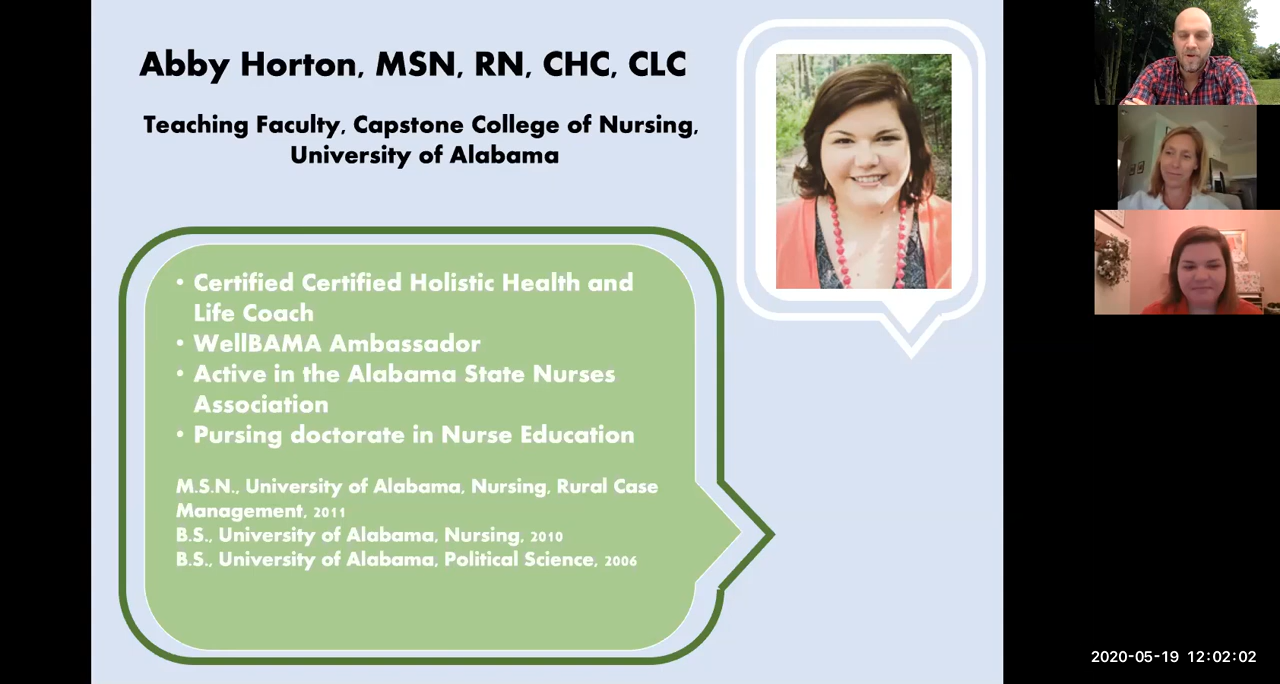 Abby Horton, MSN, RN, CHC, CLC
Teaching Faculty, Capstone College of Nursing,
University of Alabama
• Certified Certified Holistic Health and
Life Coach
• WellBAMA Ambassador
• Active in the Alabama State Nurses
Association
• Pursing doctorate in Nurse Education
M.S.N., University of Alabama, Nursing, Rural Case
Management, 2011
B.S., University of Alabama, Nursing, 2010
B.S., University of Alabama, Political Science, 2006
2020-05-19 12:02:02